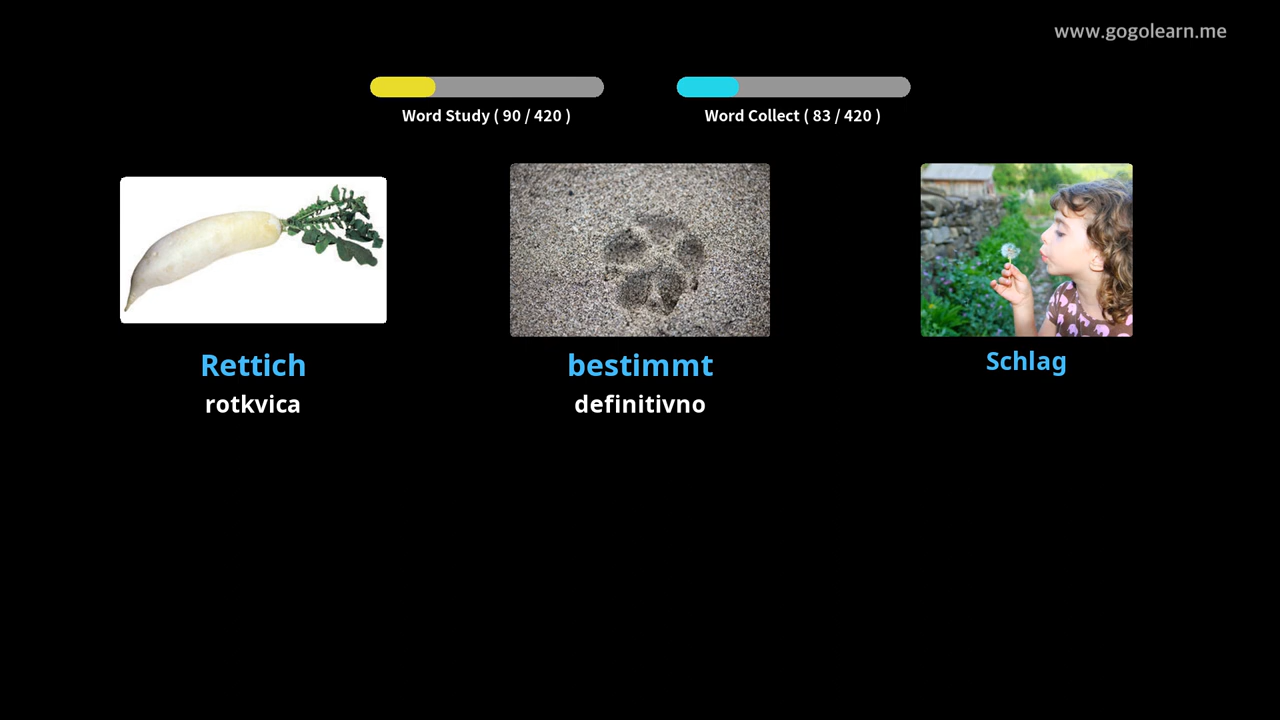 www.gogolearn.me
Word Study ( 90 / 420 )
Word Collect ( 83 / 420 )
Rettich
rotkvica
bestimmt
definitivno
Schlag